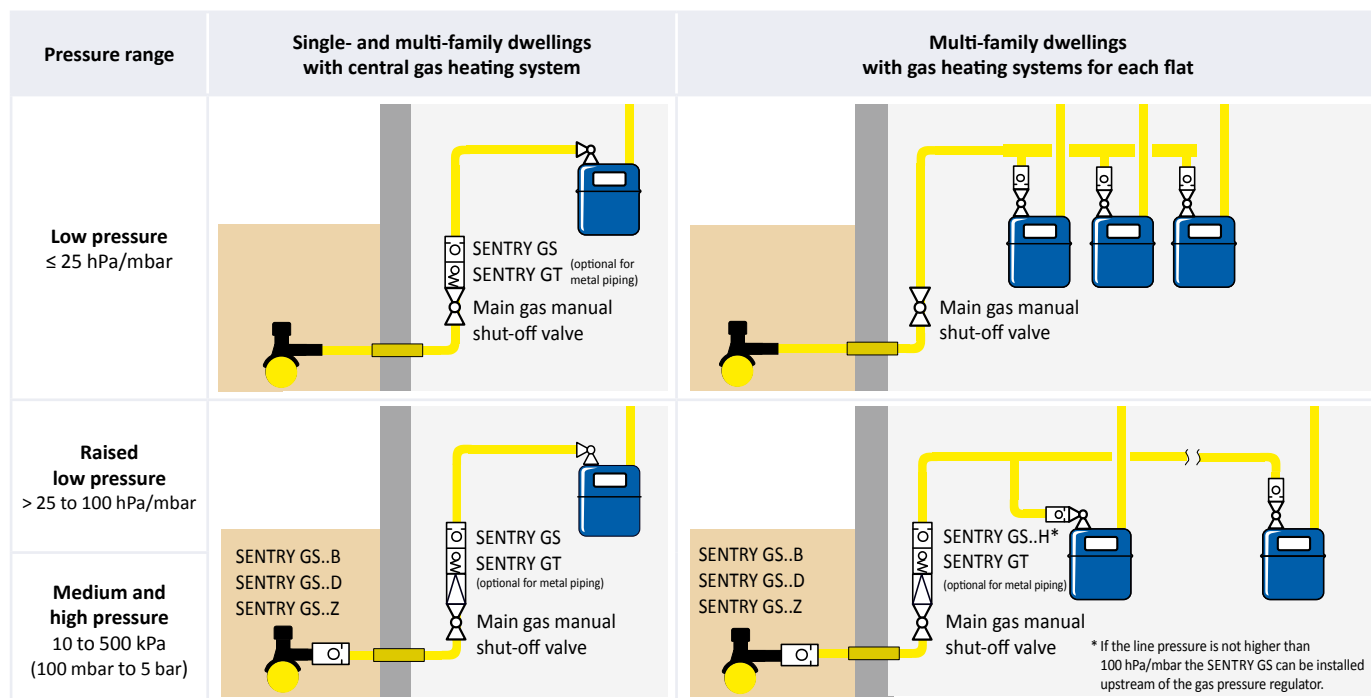 Pressure range
Single- and multi-family dwellings
with central gas heating system
Multi-family dwellings
with gas heating systems for each flat
Low pressure
≤ 25 hPa/mbar
SENTRY GS
SENTRY GT
(optional for
metal piping)
Main gas manual
shut-off valve
Main gas manual
shut-off valve
Raised
low pressure
> 25 to 100 hPa/mbar
Medium and
high pressure
10 to 500 kPa
(100 mbar to 5 bar)
SENTRY GS..B
SENTRY GS..D
SENTRY GS..Z
SENTRY GS
SENTRY GT
(optional for metal piping)
Main gas manual
shut-off valve
SENTRY GS..B
SENTRY GS..D
SENTRY GS..Z
SENTRY GS..H*
SENTRY GT
(optional for metal piping)
Main gas manual
shut-off valve
* If the line pressure is not higher than
100 hPa/mbar the SENTRY GS can be installed
upstream of the gas pressure regulator.